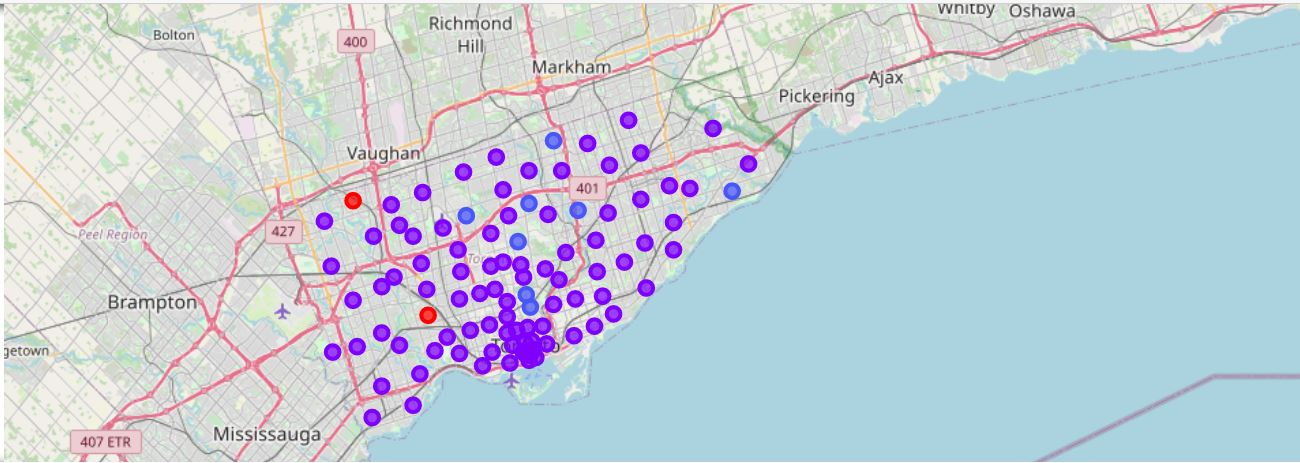 Whitby
Oshawa
Bolton
Richmond
Hill
400
Markham
Ajax
Pickering
Vaughan
401
427
Peel Region
Brampton
getown
Mississauga
407 ETR